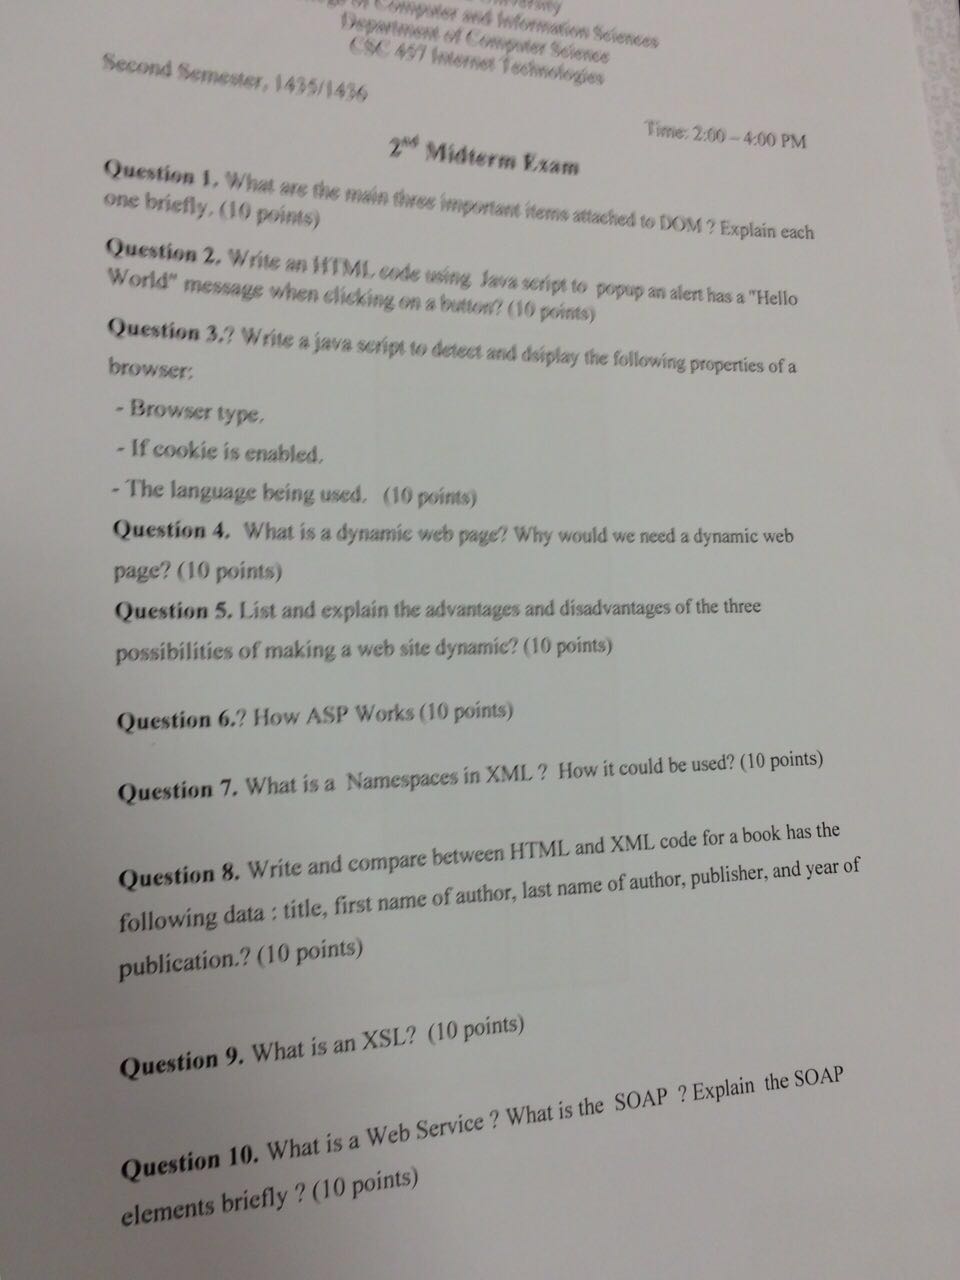 of Computer and Information Sciences
Department of Computer Science
CSC 457 Internet Technologies
Second Semester, 1435/1436
Time: 2:00 – 4:00 PM
2nd Midterm Exam
Question 1. What are the main three important items attached to DOM ? Explain each
one briefly. (10 points)
Question 2. Write an HTML code using Java script to popup an alert has a "Hello
World" message when clicking on a button? (10 points)
Question 3.? Write a java script to detect and dsiplay the following properties of a
browser:
- Browser type.
- If cookie is enabled.
- The language being used. (10 points)
Question 4. What is a dynamic web page? Why would we need a dynamic web
page? (10 points)
Question 5. List and explain the advantages and disadvantages of the three
possibilities of making a web site dynamic? (10 points)
Question 6.? How ASP Works (10 points)
Question 7. What is a Namespaces in XML ? How it could be used? (10 points)
Question 8. Write and compare between HTML and XML code for a book has the
following data : title, first name of author, last name of author, publisher, and year of
publication.? (10 points)
Question 9. What is an XSL? (10 points)
Question 10. What is a Web Service ? What is the SOAP ? Explain the SOAP
elements briefly ? (10 points)